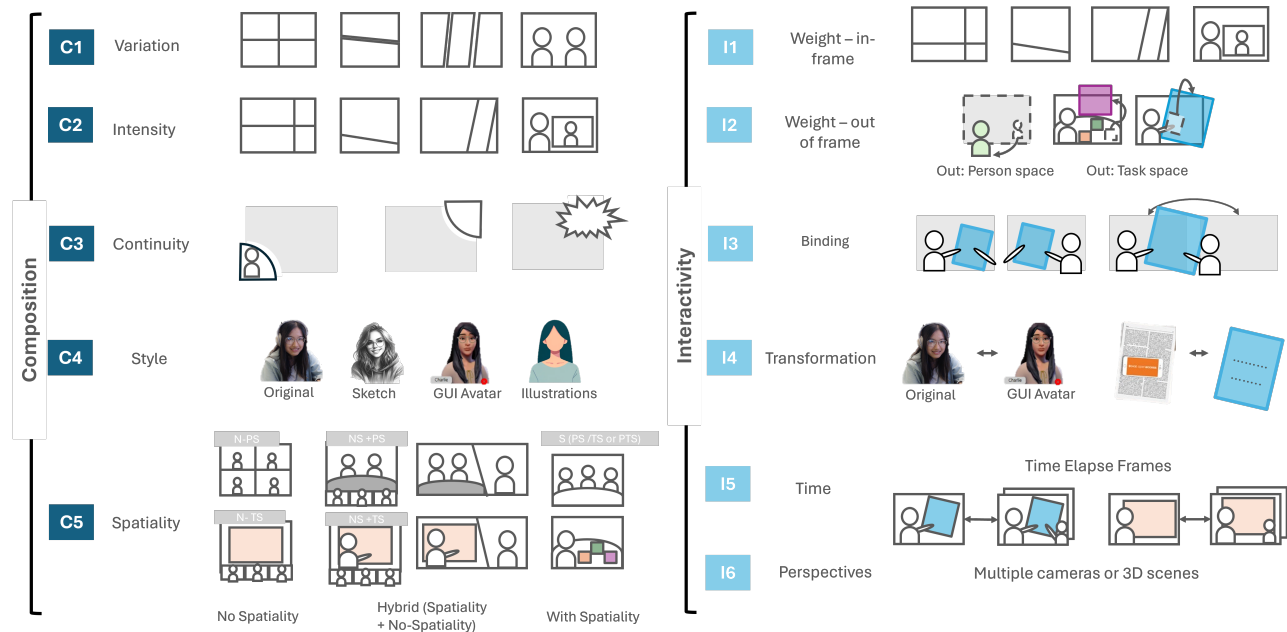 Composition
C1
Variation
C2
Intensity
C3
Continuity
C4
Style
Original
Sketch
Charlie
GUI Avatar
Illustrations
C5
Spatiality
N-PS
NS +PS
S (PS /TS or PTS)
N- TS
NS +TS
No Spatiality
Hybrid (Spatiality
+ No-Spatiality)
With Spatiality
Interactivity
I1
Weight – in-
frame
I2
Weight – out
of frame
Out: Person space
Out: Task space
I3
Binding
I4
Transformation
Original
Charlie
GUI Avatar
I5
Time
Time Elapse Frames
I6
Perspectives
Multiple cameras or 3D scenes